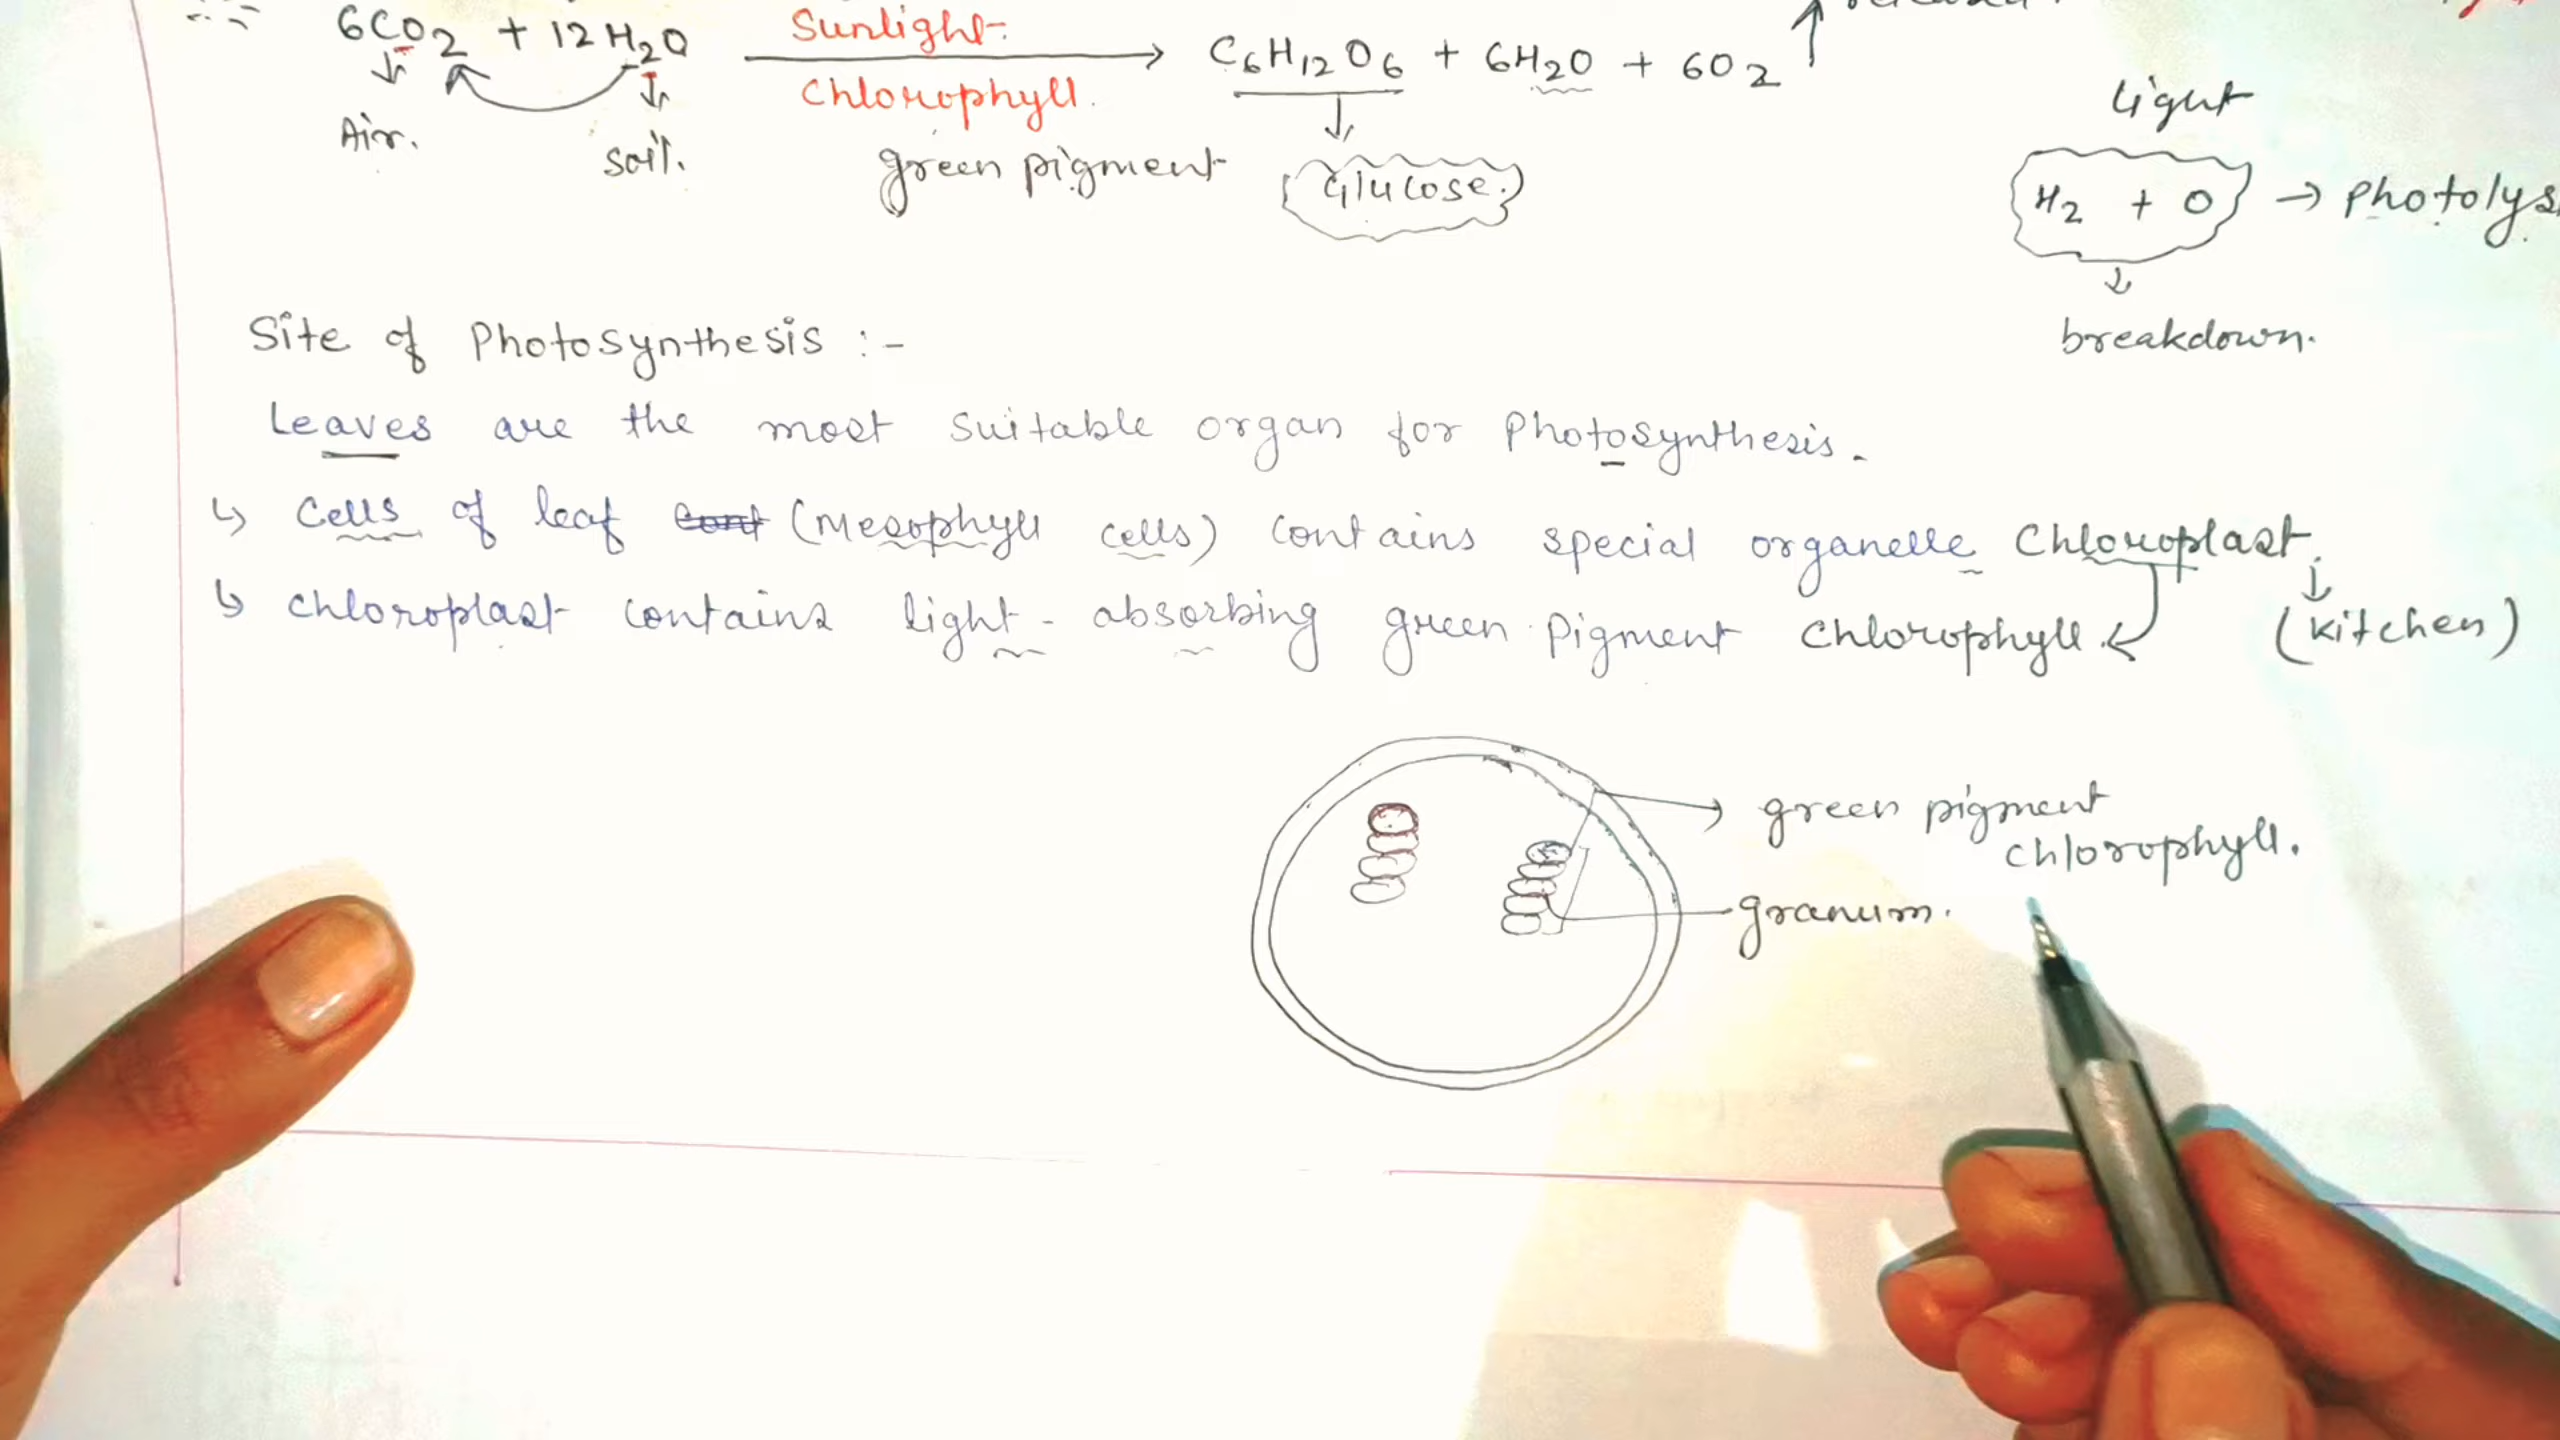 6CO2 + 12H2O Sunlight C6H12O6 + 6H2O + 6O2 ↑
Chlorophyll.
Air. soil. green pigment Glucose.
Light
H2 + O → Photolys
breakdown.
Site of Photosynthesis :-
Leaves are the most suitable organ for Photosynthesis.
↳ Cells of leaf cont (Mesophyll cells) contains special organelle Chloroplast.
↳ chloroplast contains light-absorbing green pigment Chlorophyll.
(kitchen)
green pigment
chlorophyll.
granum.